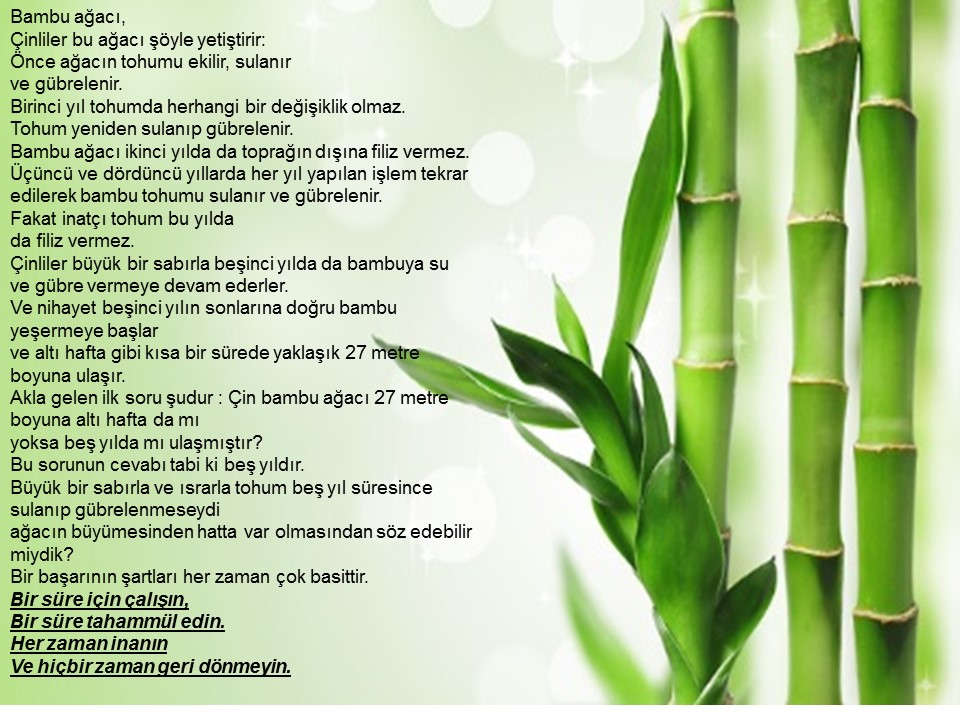 Bambu ağacı,
Çinliler bu ağacı şöyle yetiştirir:
Önce ağacın tohumu ekilir, sulanır
ve gübrelenir.
Birinci yıl tohumda herhangi bir değişiklik olmaz.
Tohum yeniden sulanıp gübrelenir.
Bambu ağacı ikinci yılda da toprağın dışına filiz vermez.
Üçüncü ve dördüncü yıllarda her yıl yapılan işlem tekrar
edilerek bambu tohumu sulanır ve gübrelenir.
Fakat inatçı tohum bu yılda
da filiz vermez.
Çinliler büyük bir sabırla beşinci yılda da bambuya su
ve gübre vermeye devam ederler.
Ve nihayet beşinci yılın sonlarına doğru bambu
yeşermeye başlar
ve altı hafta gibi kısa bir sürede yaklaşık 27 metre
boyuna ulaşır.
Akla gelen ilk soru şudur : Çin bambu ağacı 27 metre
boyuna altı hafta da mı
yoksa beş yılda mı ulaşmıştır?
Bu sorunun cevabı tabi ki beş yıldır.
Büyük bir sabırla ve ısrarla tohum beş yıl süresince
sulanıp gübrelenmeseydi
ağacın büyümesinden hatta var olmasından söz edebilir
miydik?
Bir başarının şartları her zaman çok basittir.
Bir süre için çalışın,
Bir süre tahammül edin.
Her zaman inanın
Ve hiçbir zaman geri dönmeyin.